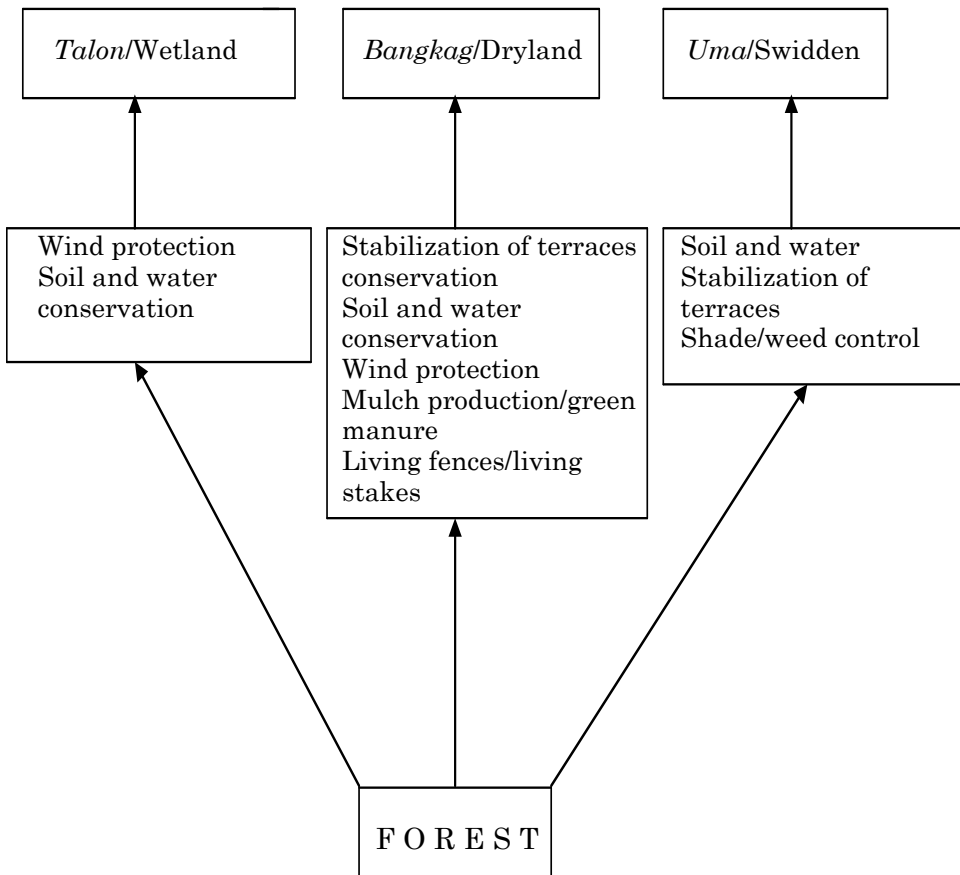 Talon/Wetland
Bangkag/Dryland
Uma/Swidden
Wind protection
Soil and water
conservation
Stabilization of terraces
conservation
Soil and water
conservation
Wind protection
Mulch production/green
manure
Living fences/living
stakes
Soil and water
Stabilization of
terraces
Shade/weed control
F O R E S T